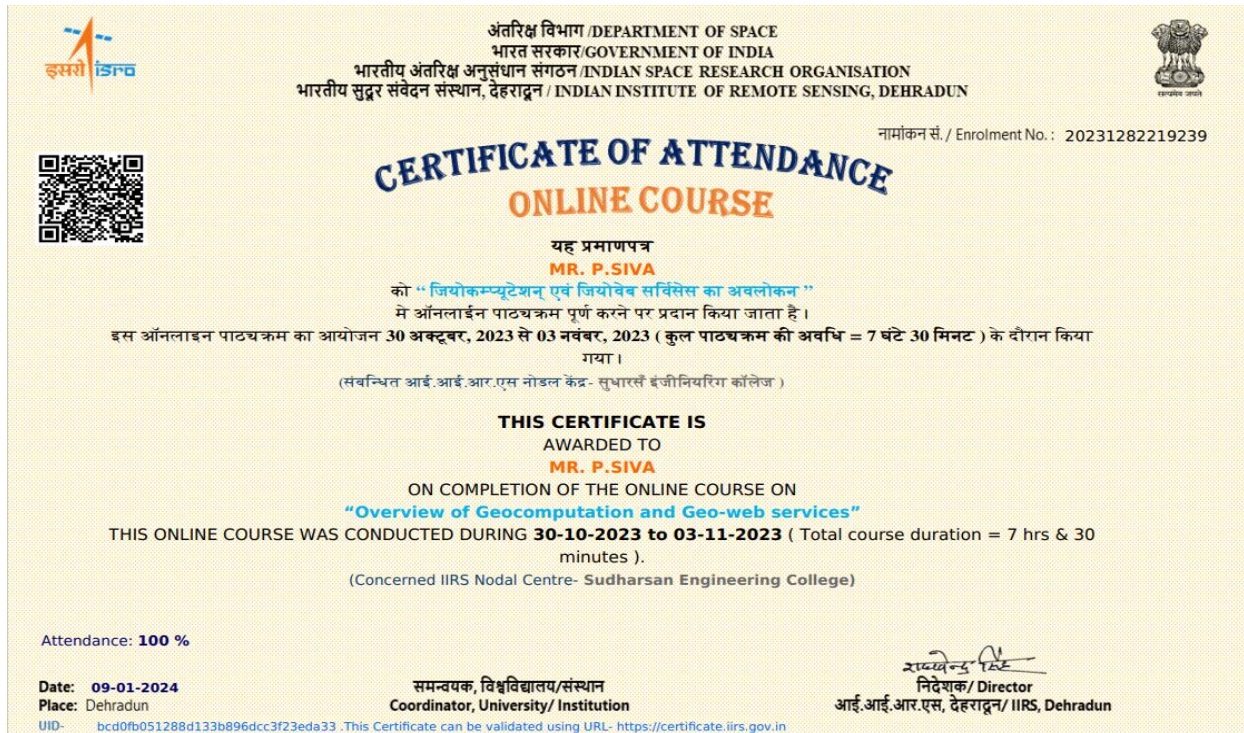 इसरो isro
अंतरिक्ष विभाग /DEPARTMENT OF SPACE
भारत सरकार/GOVERNMENT OF INDIA
भारतीय अंतरिक्ष अनुसंधान संगठन /INDIAN SPACE RESEARCH ORGANISATION
भारतीय सुदूर संवेदन संस्थान, देहरादून / INDIAN INSTITUTE OF REMOTE SENSING, DEHRADUN
सत्यमेव जयते
नामांकन सं. / Enrolment No. : 20231282219239
CERTIFICATE OF ATTENDANCE
ONLINE COURSE
यह प्रमाणपत्र
MR. P.SIVA
को “ जियोकम्प्यूटेशन् एवं जियोवेब सर्विसेस का अवलोकन ”
मे ऑनलाईन पाठ्यक्रम पूर्ण करने पर प्रदान किया जाता है।
इस ऑनलाइन पाठ्यक्रम का आयोजन 30 अक्टूबर, 2023 से 03 नवंबर, 2023 ( कुल पाठ्यक्रम की अवधि = 7 घंटे 30 मिनट ) के दौरान किया
गया।
(संबन्धित आई.आई.आर.एस नोडल केंद्र- सुधारसँ इंजीनियरिंग कॉलेज )
THIS CERTIFICATE IS
AWARDED TO
MR. P.SIVA
ON COMPLETION OF THE ONLINE COURSE ON
“Overview of Geocomputation and Geo-web services”
THIS ONLINE COURSE WAS CONDUCTED DURING 30-10-2023 to 03-11-2023 ( Total course duration = 7 hrs & 30
minutes ).
(Concerned IIRS Nodal Centre- Sudharsan Engineering College)
Attendance: 100 %
Date: 09-01-2024
Place: Dehradun
समन्वयक, विश्वविद्यालय/संस्थान
Coordinator, University/ Institution
निदेशक/ Director
आई.आई.आर.एस, देहरादून/ IIRS, Dehradun
UID- bcd0fb051288d133b896dcc3f23eda33 .This Certificate can be validated using URL- https://certificate.iirs.gov.in